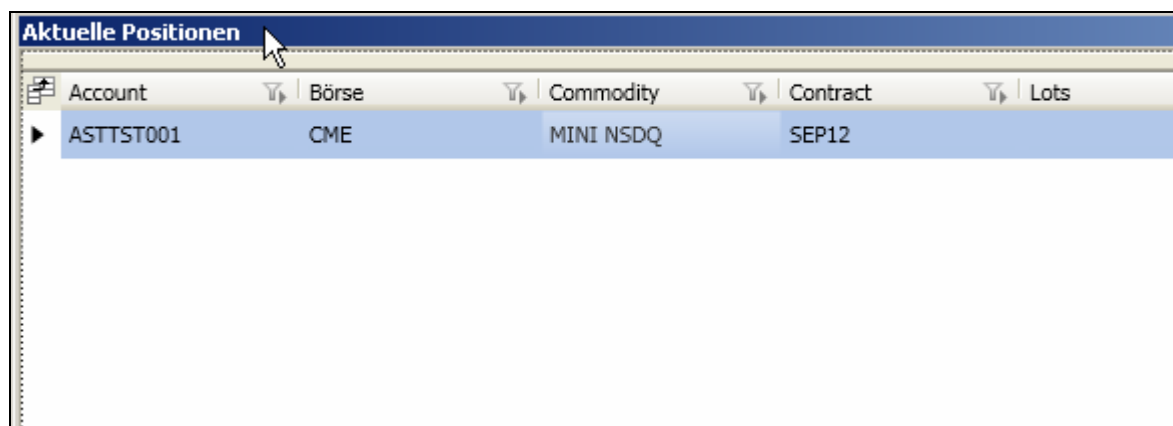 Aktuelle Positionen
Account Börse Commodity Contract Lots
ASTTST001 CME MINI NSDQ SEP12